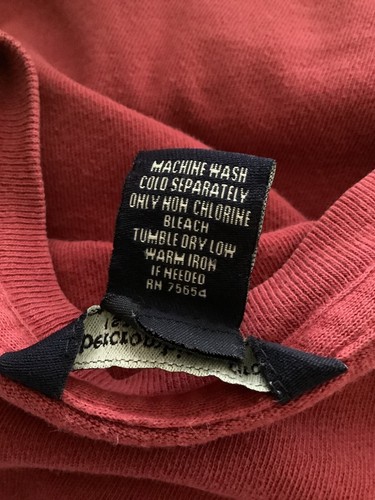 MACHINE WASH
COLD SEPARATELY
ONLY NON CHLORINE
BLEACH
TUMBLE DRY LOW
WARM IRON
IF NEEDED
RN 75654